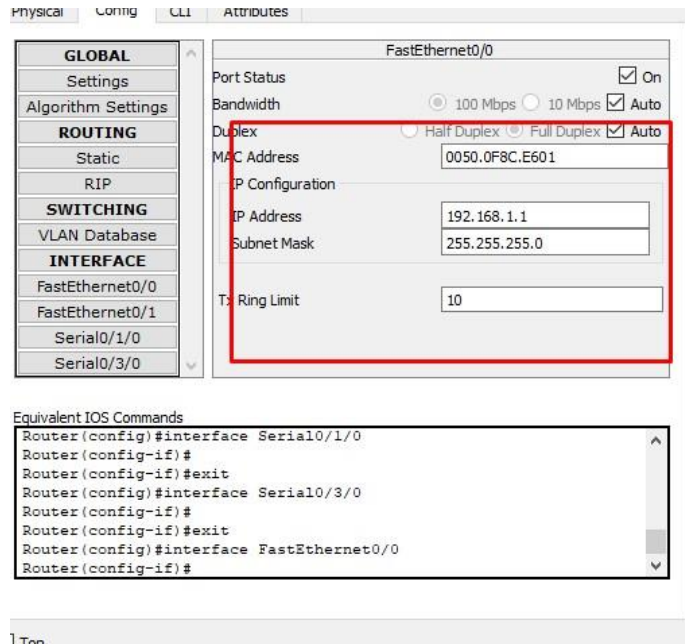 Physical Config CLI Attributes
GLOBAL
Settings
Algorithm Settings
ROUTING
Static
RIP
SWITCHING
VLAN Database
INTERFACE
FastEthernet0/0
FastEthernet0/1
Serial0/1/0
Serial0/3/0
FastEthernet0/0
Port Status On
Bandwidth 100 Mbps 10 Mbps Auto
Duplex Half Duplex Full Duplex Auto
MAC Address 0050.0F8C.E601
IP Configuration
IP Address 192.168.1.1
Subnet Mask 255.255.255.0
Tx Ring Limit 10
Equivalent IOS Commands
Router(config)#interface Serial0/1/0
Router(config-if)#
Router(config-if)#exit
Router(config)#interface Serial0/3/0
Router(config-if)#
Router(config-if)#exit
Router(config)#interface FastEthernet0/0
Router(config-if)#
Top